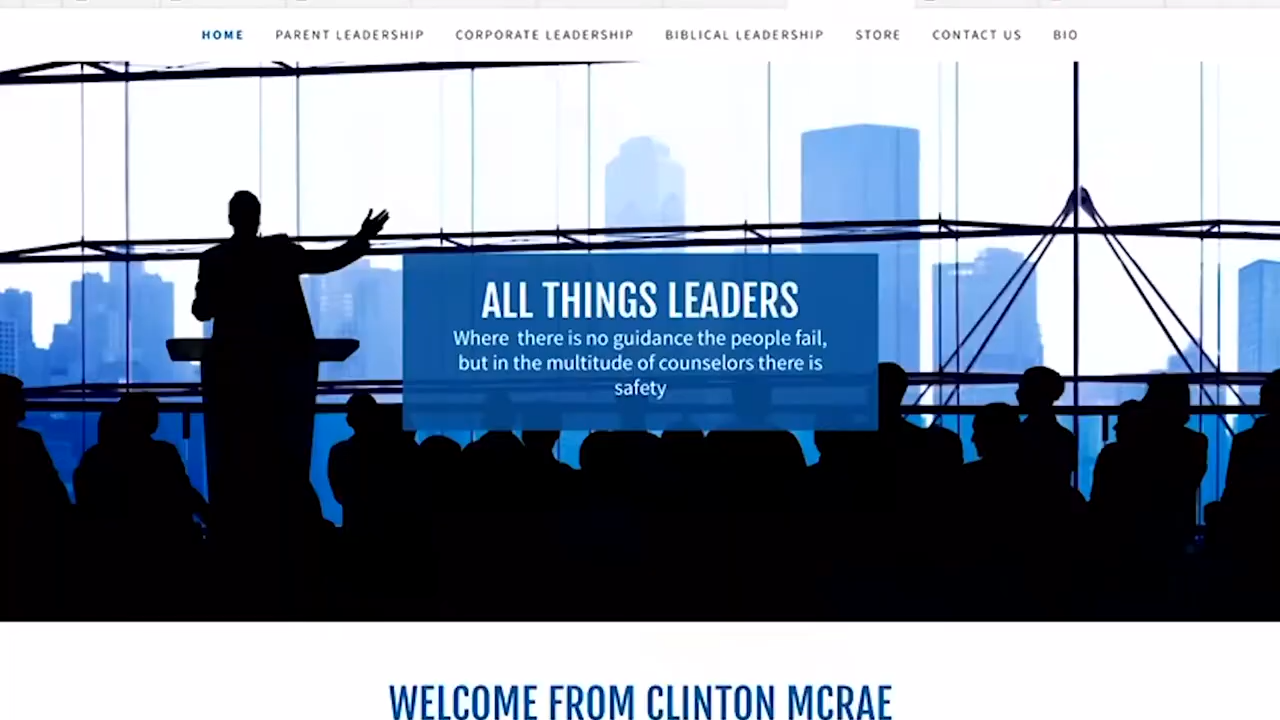 HOME PARENT LEADERSHIP CORPORATE LEADERSHIP BIBLICAL LEADERSHIP STORE CONTACT US BIO
ALL THINGS LEADERS
Where there is no guidance the people fail,
but in the multitude of counselors there is
safety
WELCOME FROM CLINTON MCRAE